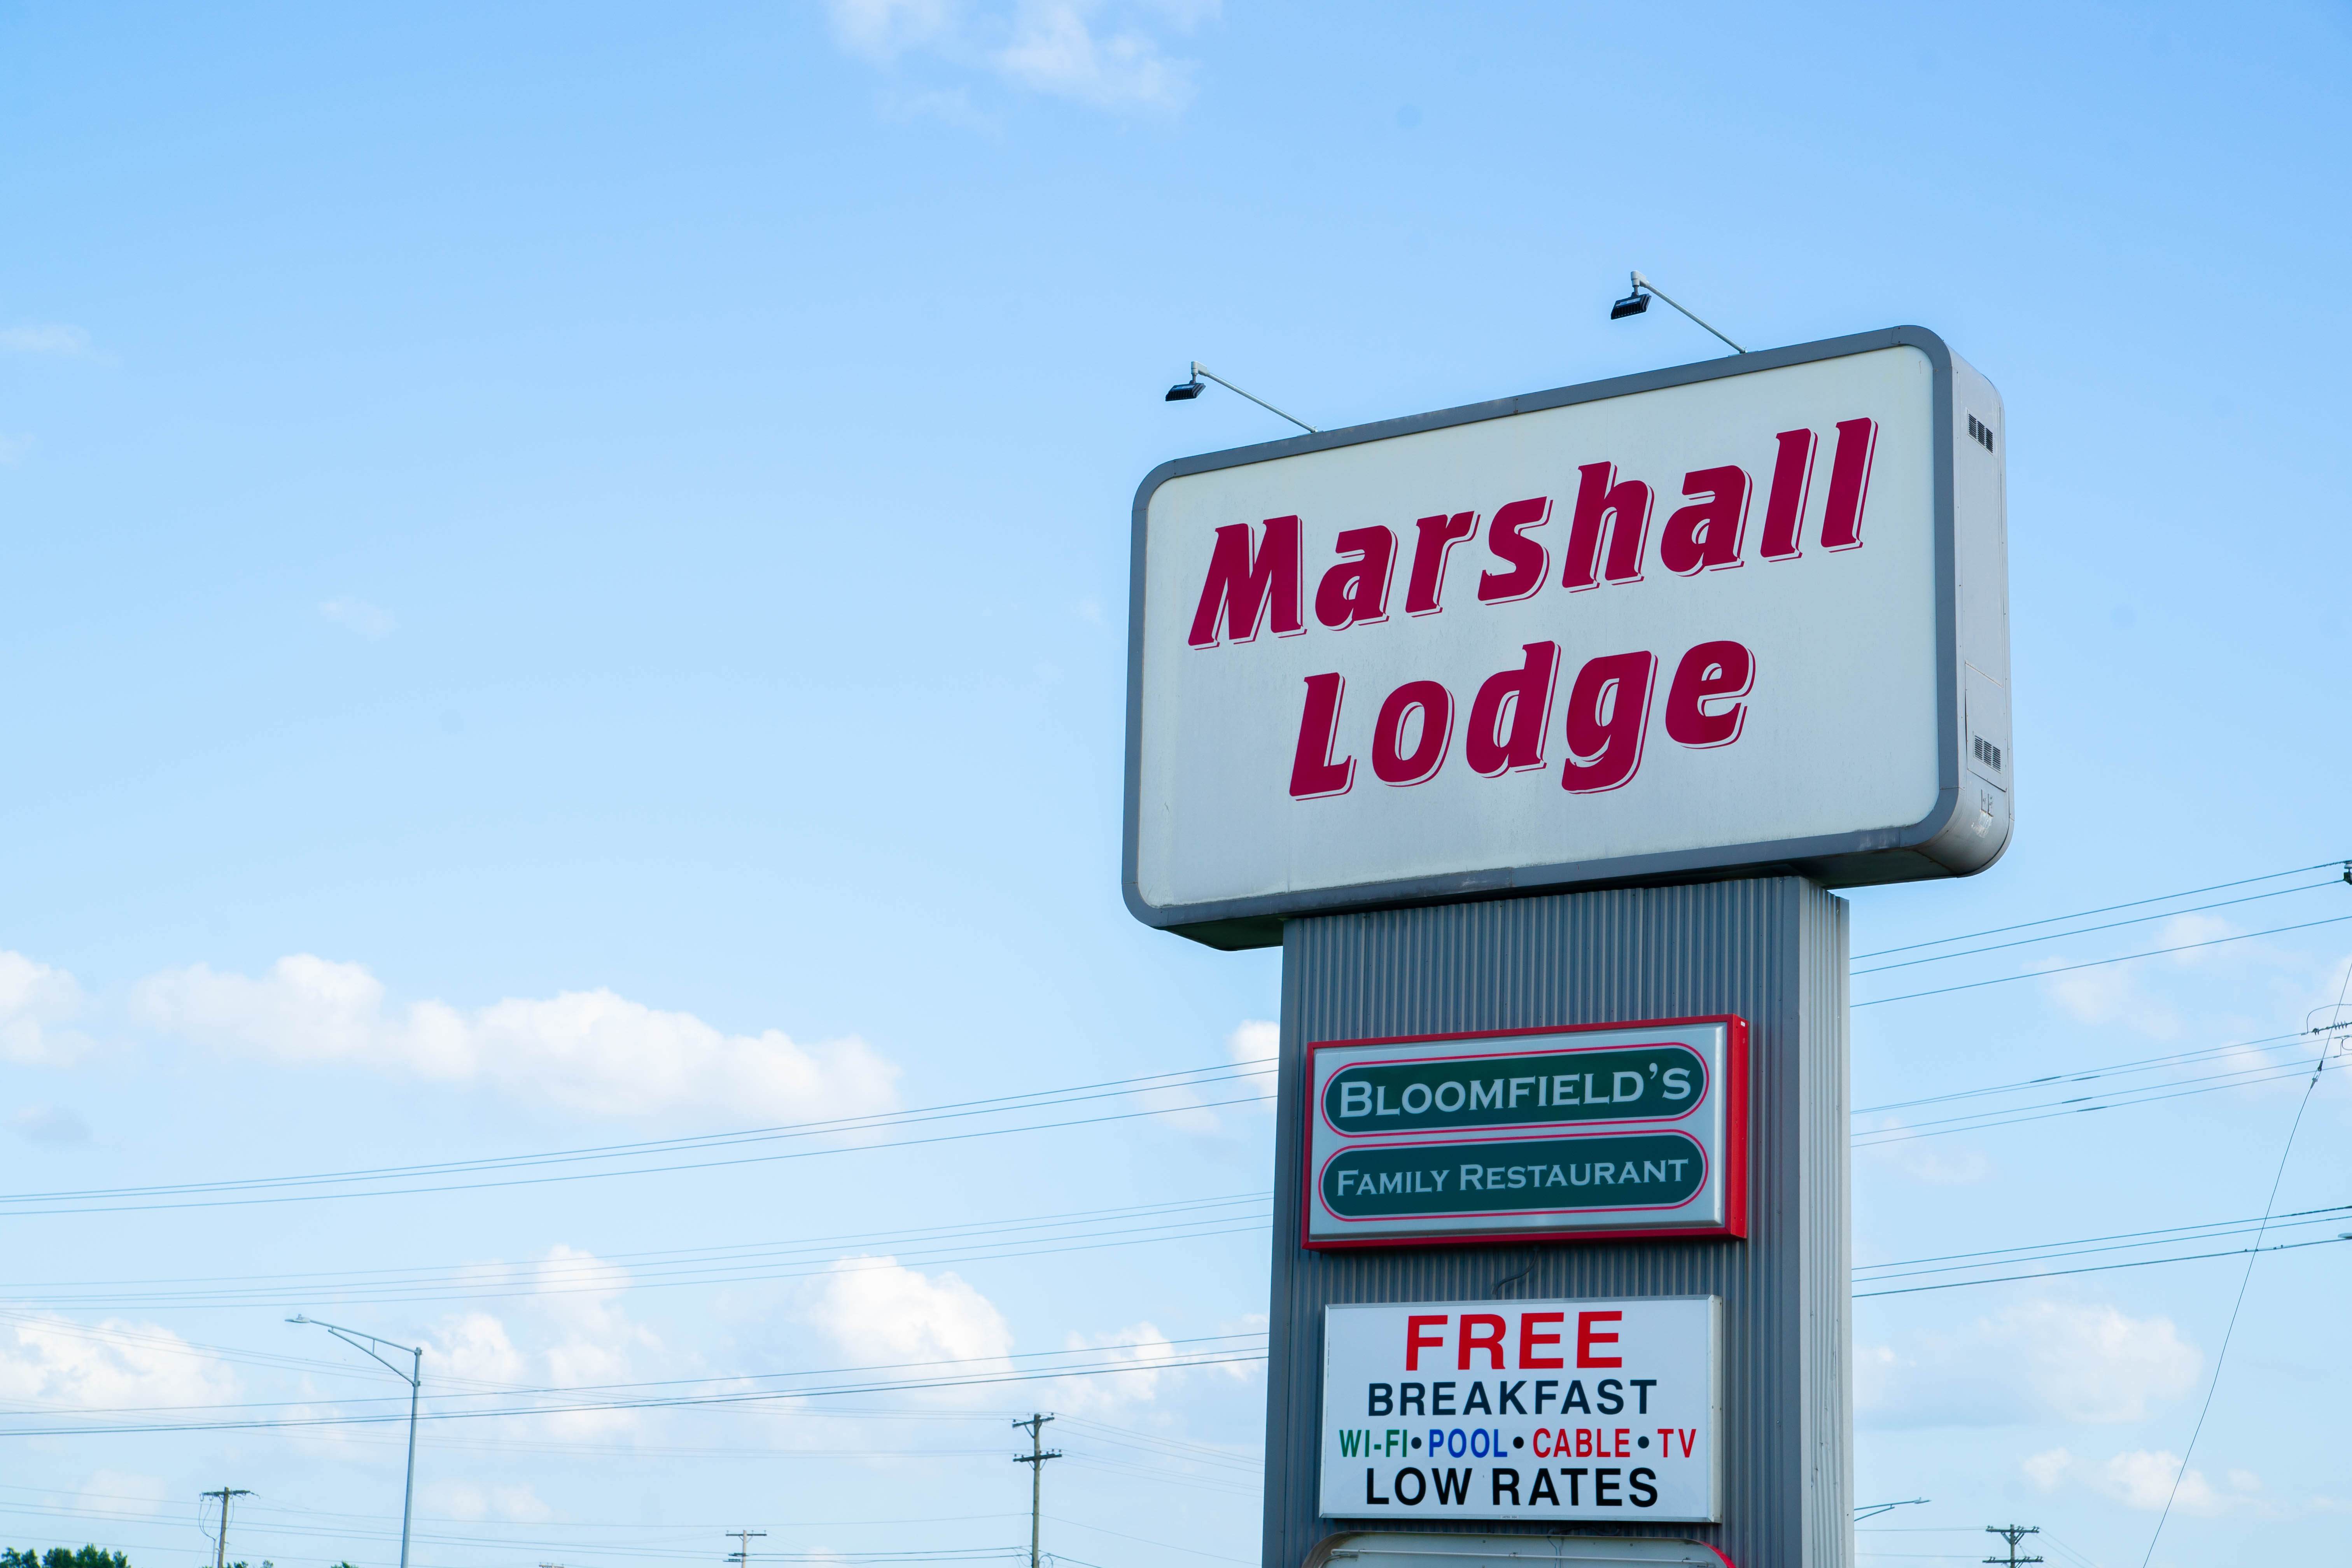 Marshall
Lodge
BLOOMFIELD'S
FAMILY RESTAURANT
FREE
BREAKFAST
WI-FI•POOL•CABLE•TV
LOW RATES